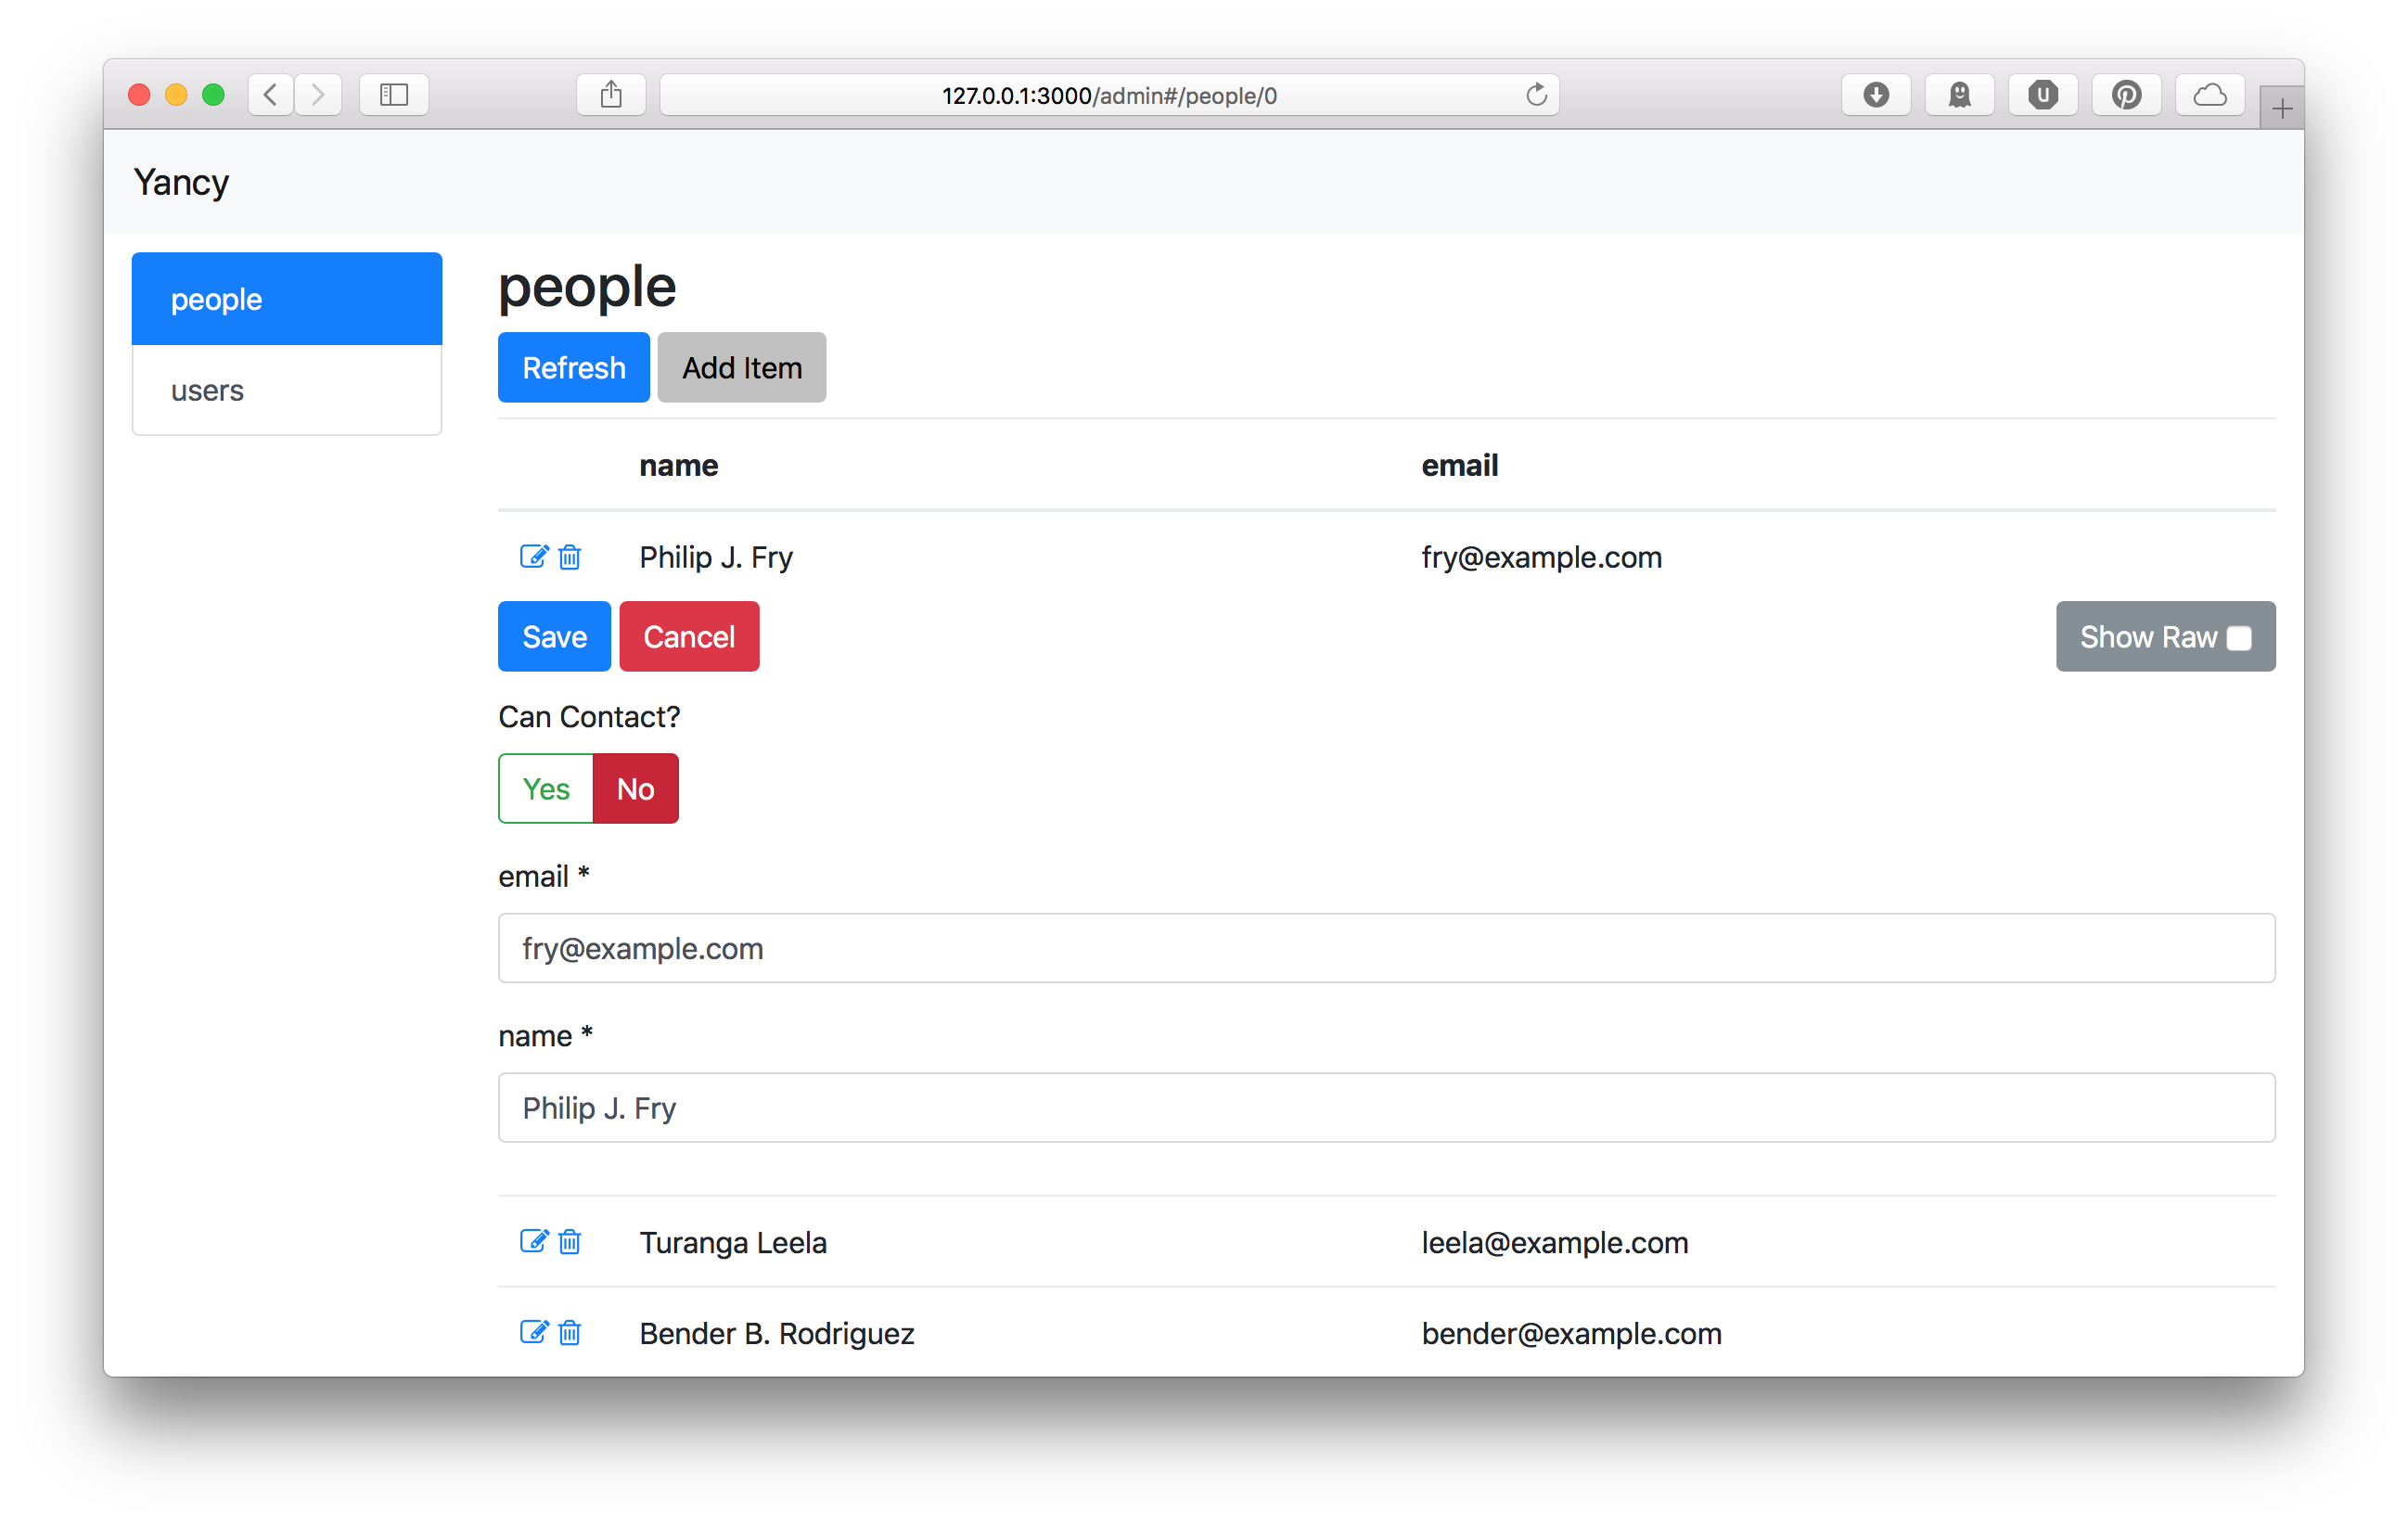 127.0.0.1:3000/admin#/people/0
Yancy
people
users
people
Refresh Add Item
name email
Philip J. Fry fry@example.com
Save Cancel Show Raw
Can Contact?
Yes No
email *
fry@example.com
name *
Philip J. Fry
Turanga Leela leela@example.com
Bender B. Rodriguez bender@example.com